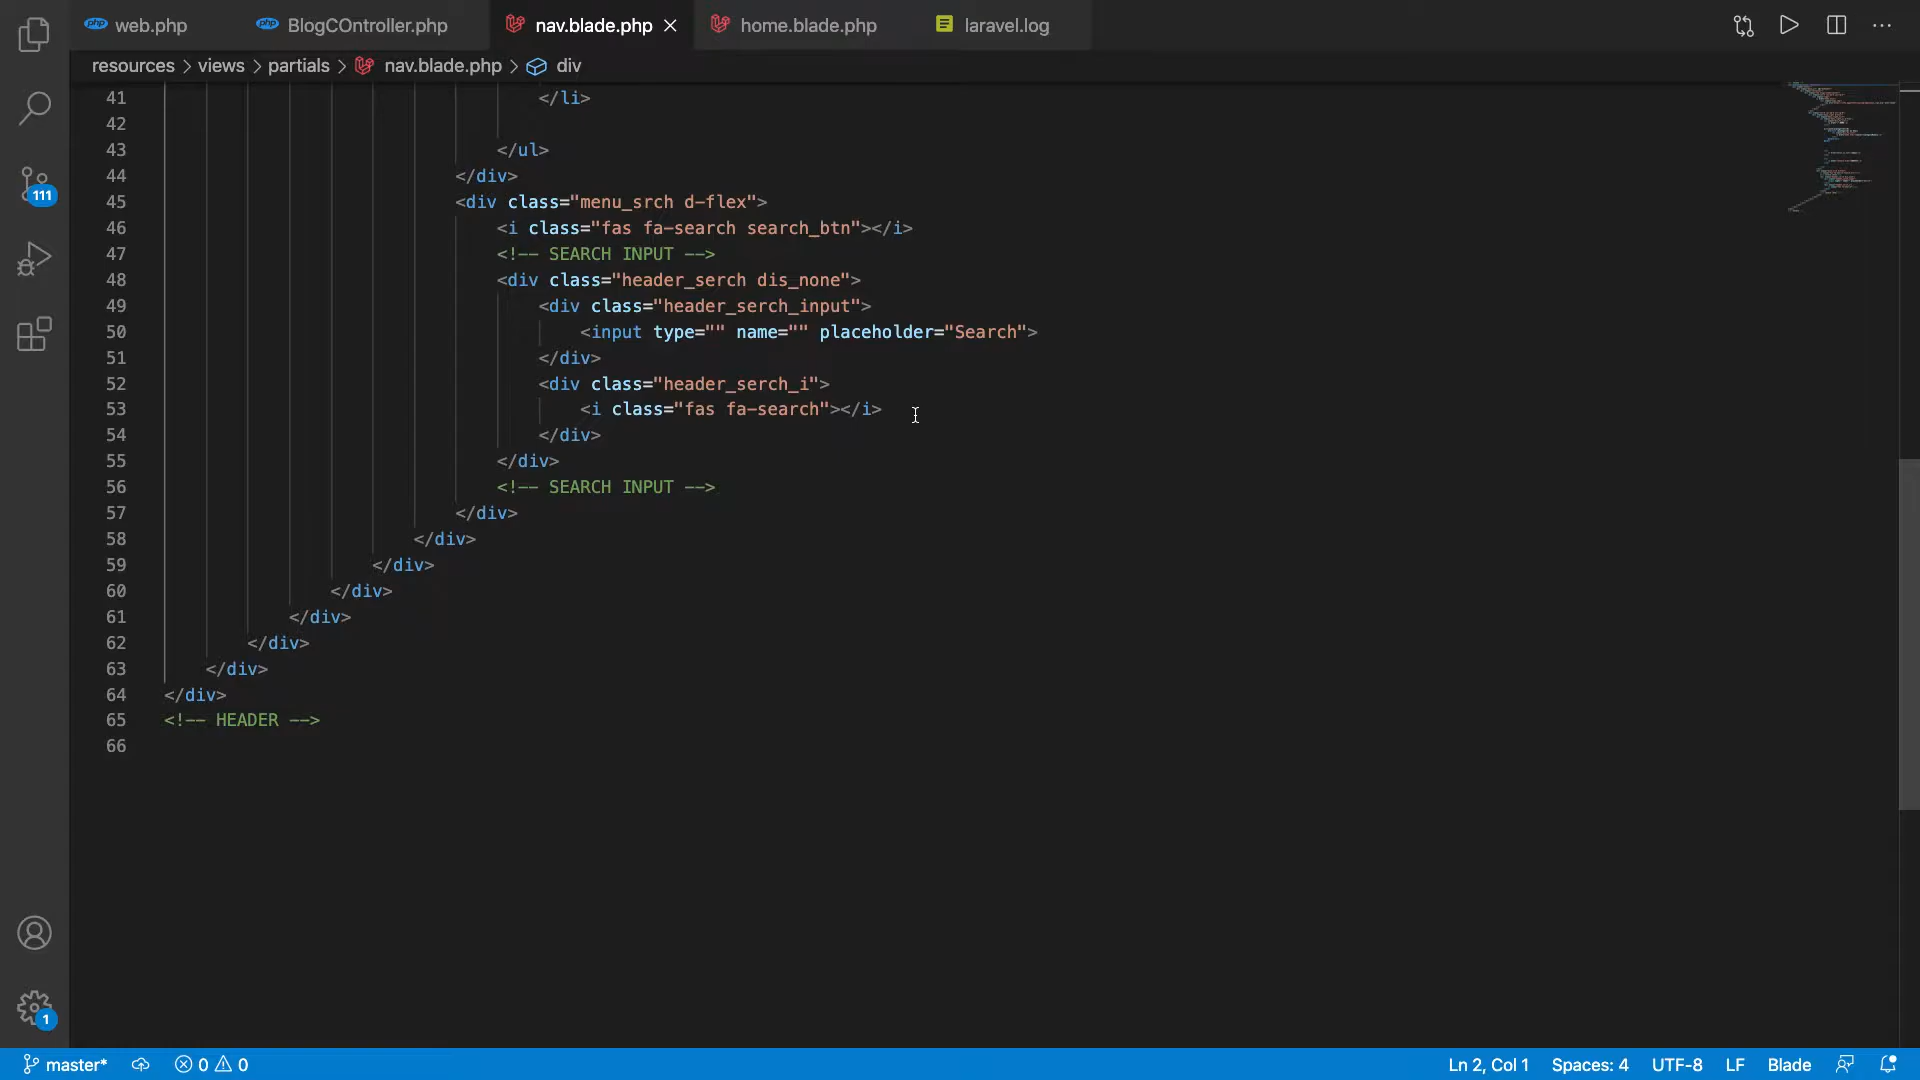 web.php BlogCOntroller.php nav.blade.php home.blade.php laravel.log
resources > views > partials > nav.blade.php > div
41 </li>
42
43 </ul>
44 </div>
45 <div class="menu_srch d-flex">
46 <i class="fas fa-search search_btn"></i>
47 <!-- SEARCH INPUT -->
48 <div class="header_serch dis_none">
49 <div class="header_serch_input">
50 <input type="" name="" placeholder="Search">
51 </div>
52 <div class="header_serch_i">
53 <i class="fas fa-search"></i>
54 </div>
55 </div>
56 <!-- SEARCH INPUT -->
57 </div>
58 </div>
59 </div>
60 </div>
61 </div>
62 </div>
63 </div>
64 </div>
65 <!-- HEADER -->
66
111
1
master* 0 0 Ln 2, Col 1 Spaces: 4 UTF-8 LF Blade